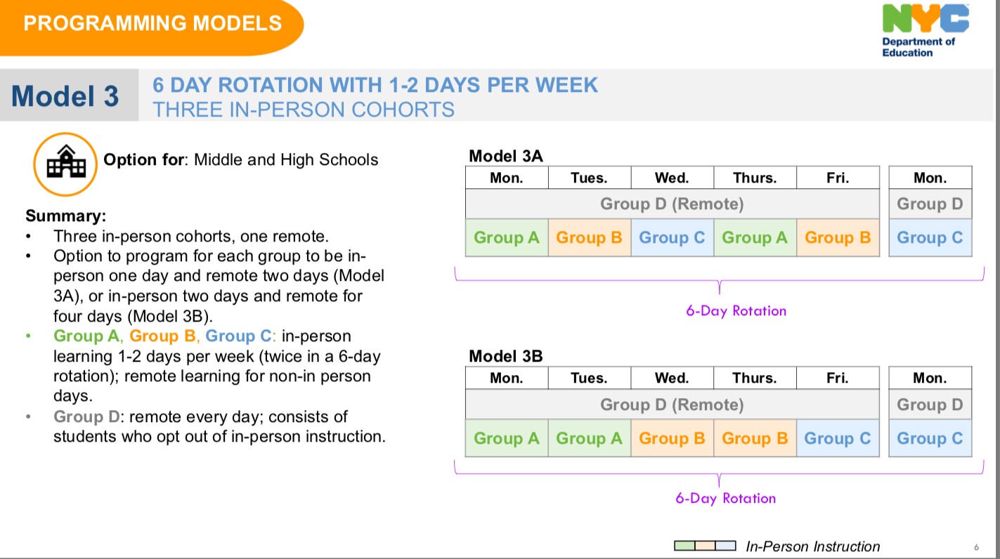 PROGRAMMING MODELS
NYC
Department of
Education
Model 3
6 DAY ROTATION WITH 1-2 DAYS PER WEEK
THREE IN-PERSON COHORTS
Option for: Middle and High Schools
Summary:
• Three in-person cohorts, one remote.
• Option to program for each group to be in-
person one day and remote two days (Model
3A), or in-person two days and remote for
four days (Model 3B).
• Group A, Group B, Group C: in-person
learning 1-2 days per week (twice in a 6-day
rotation); remote learning for non-in person
days.
• Group D: remote every day; consists of
students who opt out of in-person instruction.
Model 3A
Mon. Tues. Wed. Thurs. Fri. Mon.
Group D (Remote) Group D
Group A Group B Group C Group A Group B Group C
6-Day Rotation
Model 3B
Mon. Tues. Wed. Thurs. Fri. Mon.
Group D (Remote) Group D
Group A Group A Group B Group B Group C Group C
6-Day Rotation
In-Person Instruction
6